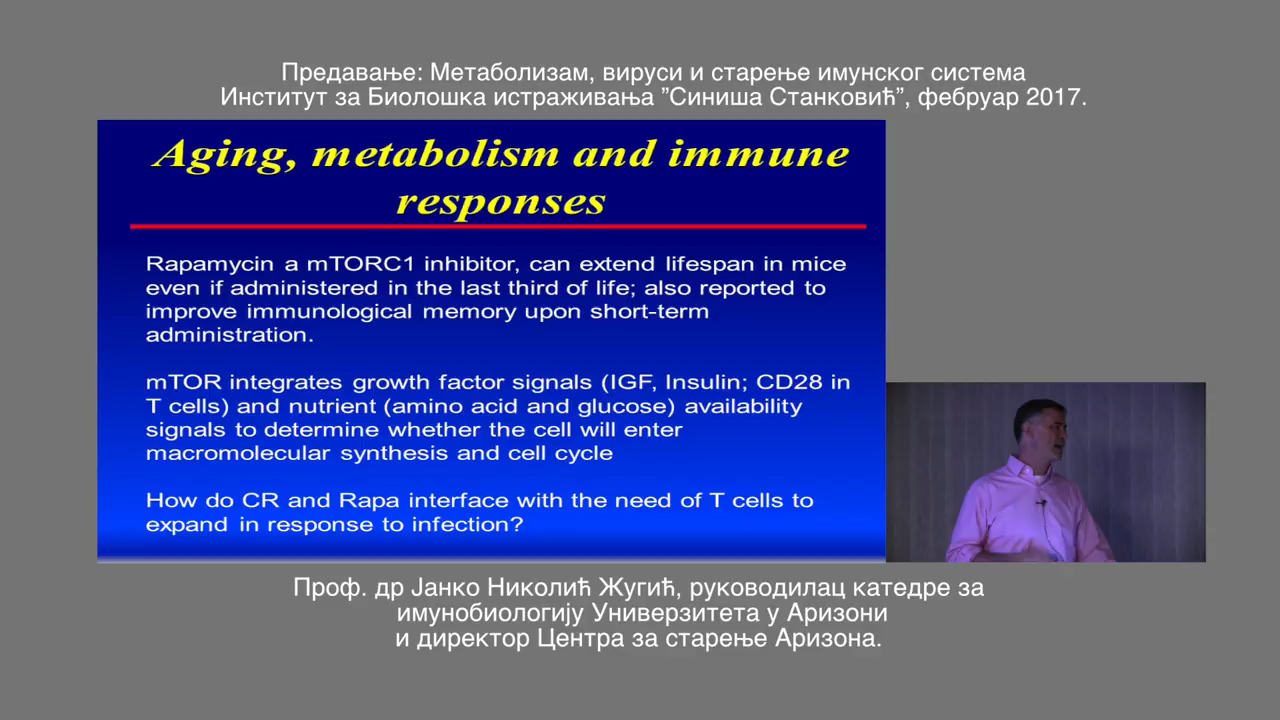 Предавање: Метаболизам, вируси и старење имунског система
Институт за Биолошка истраживања ”Синиша Станковић”, фебруар 2017.
Aging, metabolism and immune
responses
Rapamycin a mTORC1 inhibitor, can extend lifespan in mice
even if administered in the last third of life; also reported to
improve immunological memory upon short-term
administration.
mTOR integrates growth factor signals (IGF, Insulin; CD28 in
T cells) and nutrient (amino acid and glucose) availability
signals to determine whether the cell will enter
macromolecular synthesis and cell cycle
How do CR and Rapa interface with the need of T cells to
expand in response to infection?
Проф. др Јанко Николић Жугић, руководилац катедре за
имунобиологију Универзитета у Аризони
и директор Центра за старење Аризона.